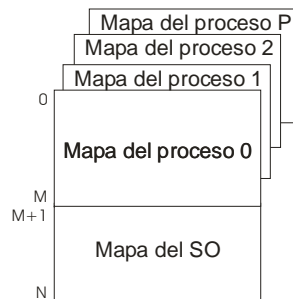 Mapa del proceso P
Mapa del proceso 2
Mapa del proceso 1
0
Mapa del proceso 0
M
M+1
Mapa del SO
N